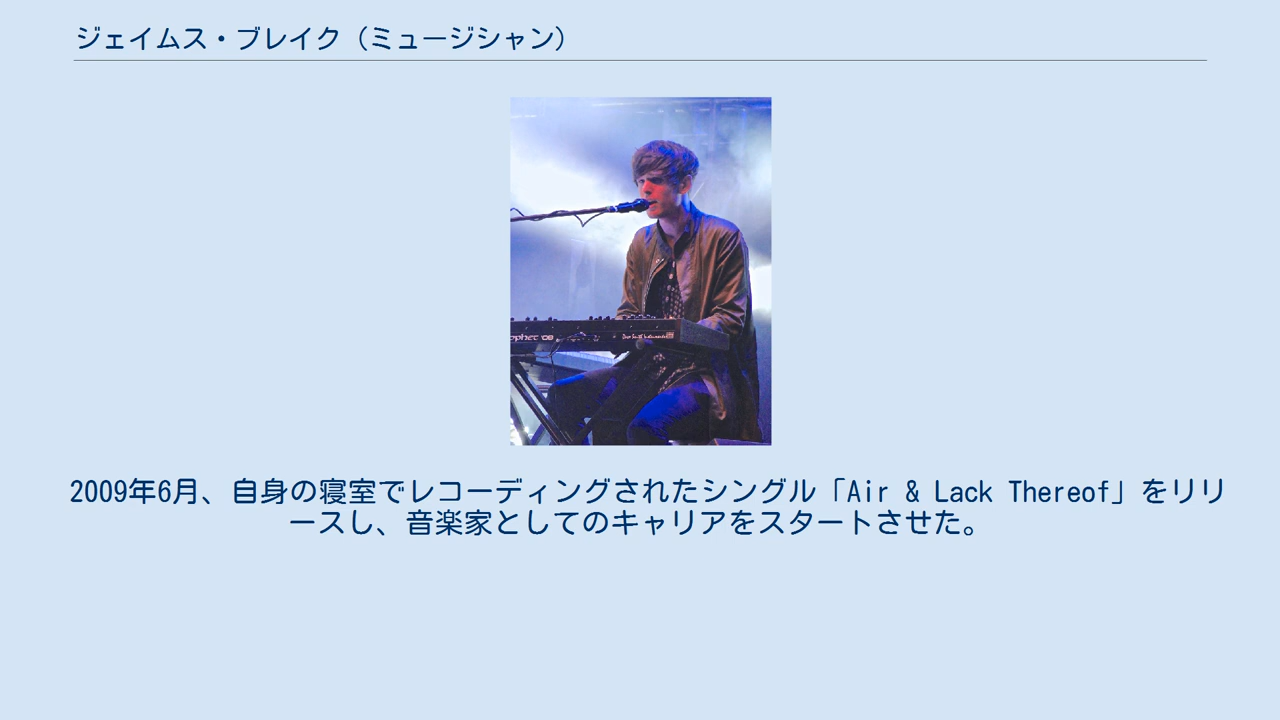 ジェイムス・ブレイク（ミュージシャン）
ophet 08
2009年6月、自身の寝室でレコーディングされたシングル「Air & Lack Thereof」をリリ
ースし、音楽家としてのキャリアをスタートさせた。